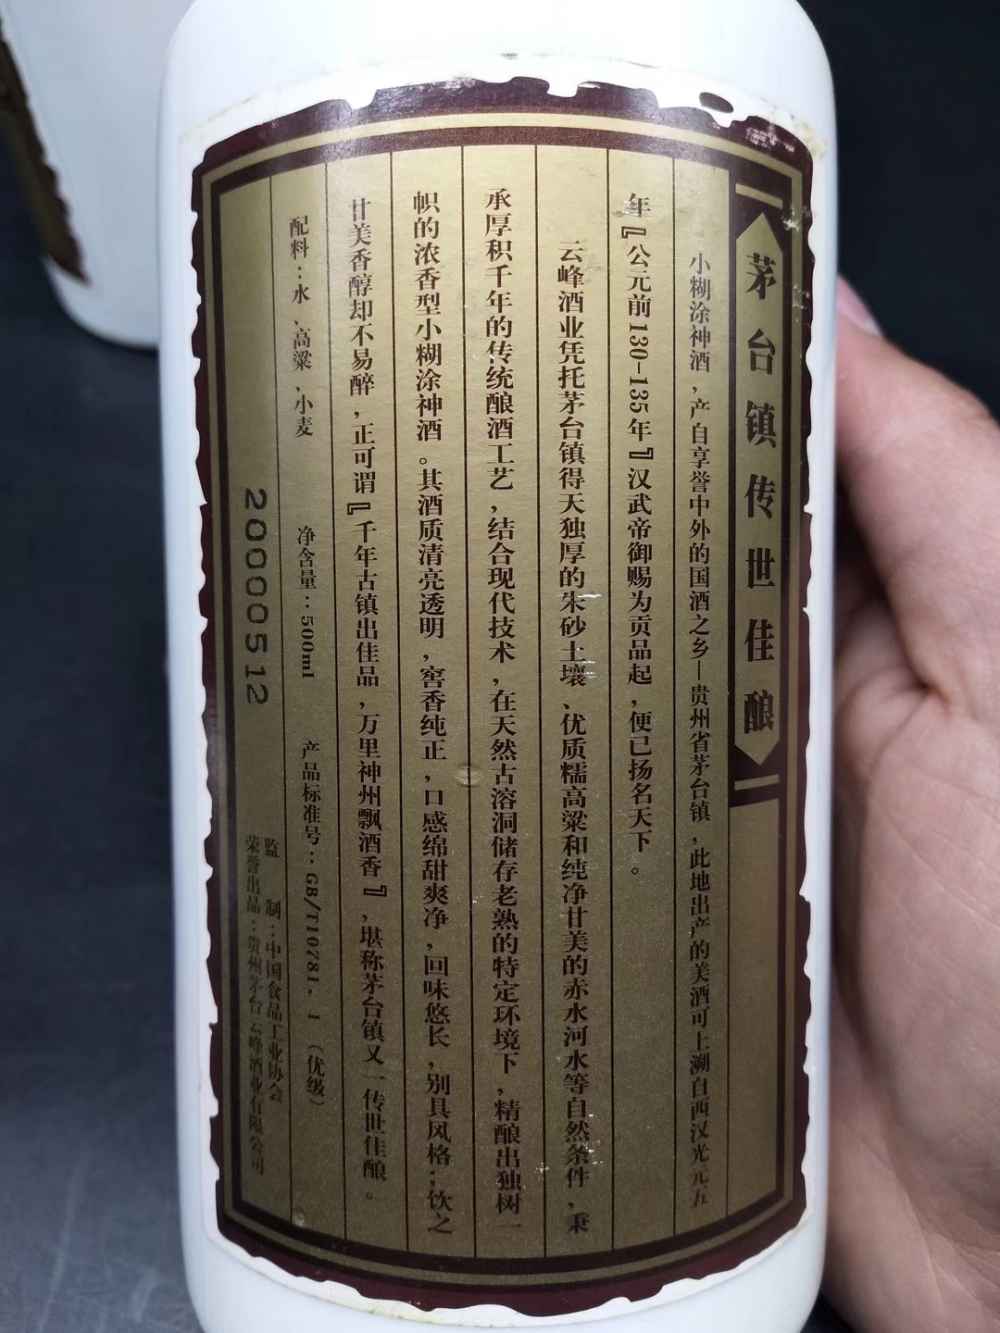 茅台镇传世佳酿
小糊涂神酒，产自享誉中外的国酒之乡—贵州省茅台镇，此地出产的美酒可上溯自西汉光元五
年『公元前130-135年』汉武帝御赐为贡品起，便已扬名天下。
云峰酒业凭托茅台镇得天独厚的朱砂土壤、优质糯高粱和纯净甘美的赤水河水等自然条件，秉
承厚积千年的传统酿酒工艺，结合现代技术，在天然古溶洞储存老熟的特定环境下，精酿出独树一
帜的浓香型小糊涂神酒。其酒质清亮透明，窖香纯正，口感绵甜爽净，回味悠长，别具风格；饮之
甘美香醇却不易醉，正可谓『千年古镇出佳品，万里神州飘酒香』，堪称茅台镇又一传世佳酿。
配料：水，高粱，小麦 净含量：500ml 产品标准号：GB/T10781.1（优级）
20000512
监 制：中国食品工业协会
荣誉出品：贵州茅台云峰酒业有限公司